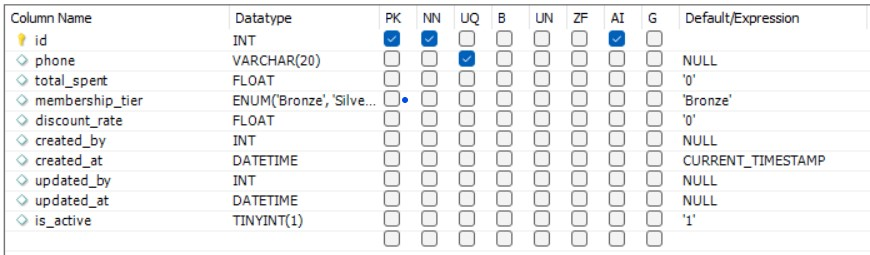 Column Name Datatype PK NN UQ B UN ZF AI G Default/Expression
id INT
phone VARCHAR(20) NULL
total_spent FLOAT '0'
membership_tier ENUM('Bronze', 'Silve... 'Bronze'
discount_rate FLOAT '0'
created_by INT NULL
created_at DATETIME CURRENT_TIMESTAMP
updated_by INT NULL
updated_at DATETIME NULL
is_active TINYINT(1) '1'